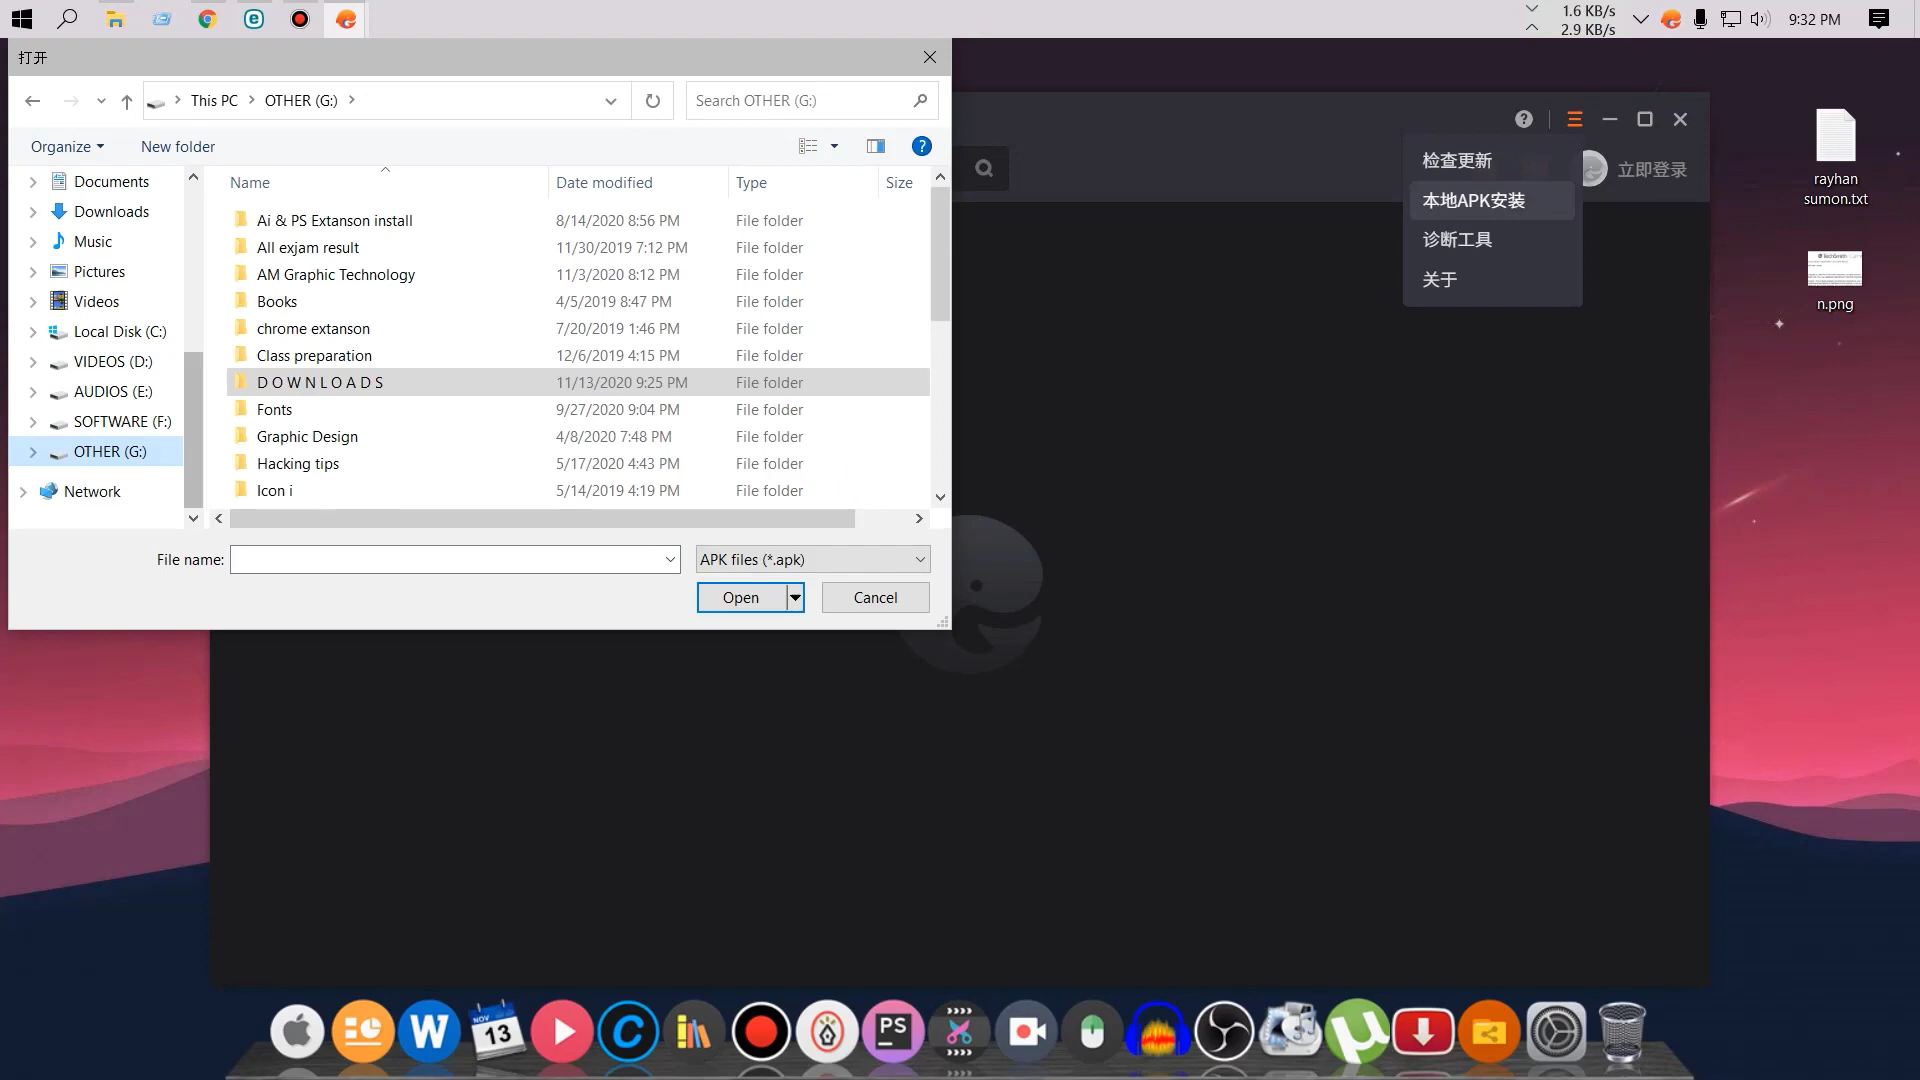 1.6 KB/s
2.9 KB/s
9:32 PM
打开
This PC
OTHER (G:)
Search OTHER (G:)
Organize
New folder
Name
Date modified
Type
Size
Documents
Downloads
Music
Pictures
Videos
Local Disk (C:)
VIDEOS (D:)
AUDIOS (E:)
SOFTWARE (F:)
OTHER (G:)
Network
Ai & PS Extanson install 8/14/2020 8:56 PM File folder
All exjam result 11/30/2019 7:12 PM File folder
AM Graphic Technology 11/3/2020 8:12 PM File folder
Books 4/5/2019 8:47 PM File folder
chrome extanson 7/20/2019 1:46 PM File folder
Class preparation 12/6/2019 4:15 PM File folder
D O W N L O A D S 11/13/2020 9:25 PM File folder
Fonts 9/27/2020 9:04 PM File folder
Graphic Design 4/8/2020 7:48 PM File folder
Hacking tips 5/17/2020 4:43 PM File folder
Icon i 5/14/2019 4:19 PM File folder
File name:
APK files (*.apk)
Open
Cancel
检查更新
本地APK安装
诊断工具
关于
立即登录
rayhan
sumon.txt
n.png
W
NOV
13
PS